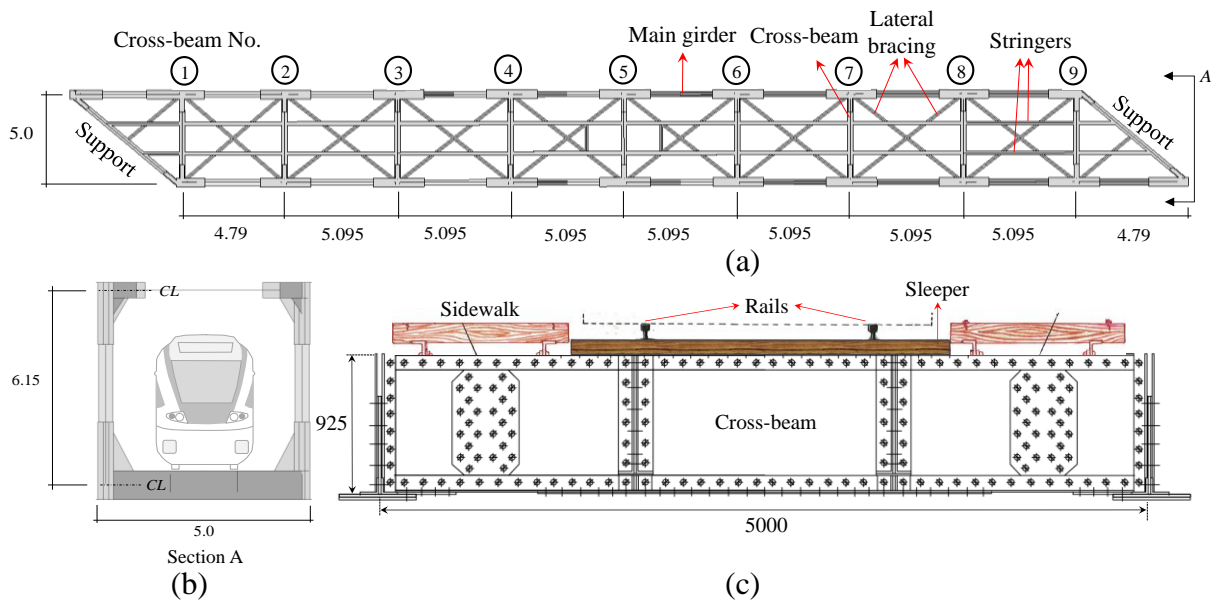 (a)
Cross-beam No.
Main girder
Cross-beam
Lateral
bracing
Stringers
1 2 3 4 5 6 7 8 9
A
5.0
Support
Support
4.79 5.095 5.095 5.095 5.095 5.095 5.095 5.095 4.79
CL
6.15
CL
5.0
Section A
(b)
Sidewalk
Rails
Sleeper
925
Cross-beam
5000
(c)